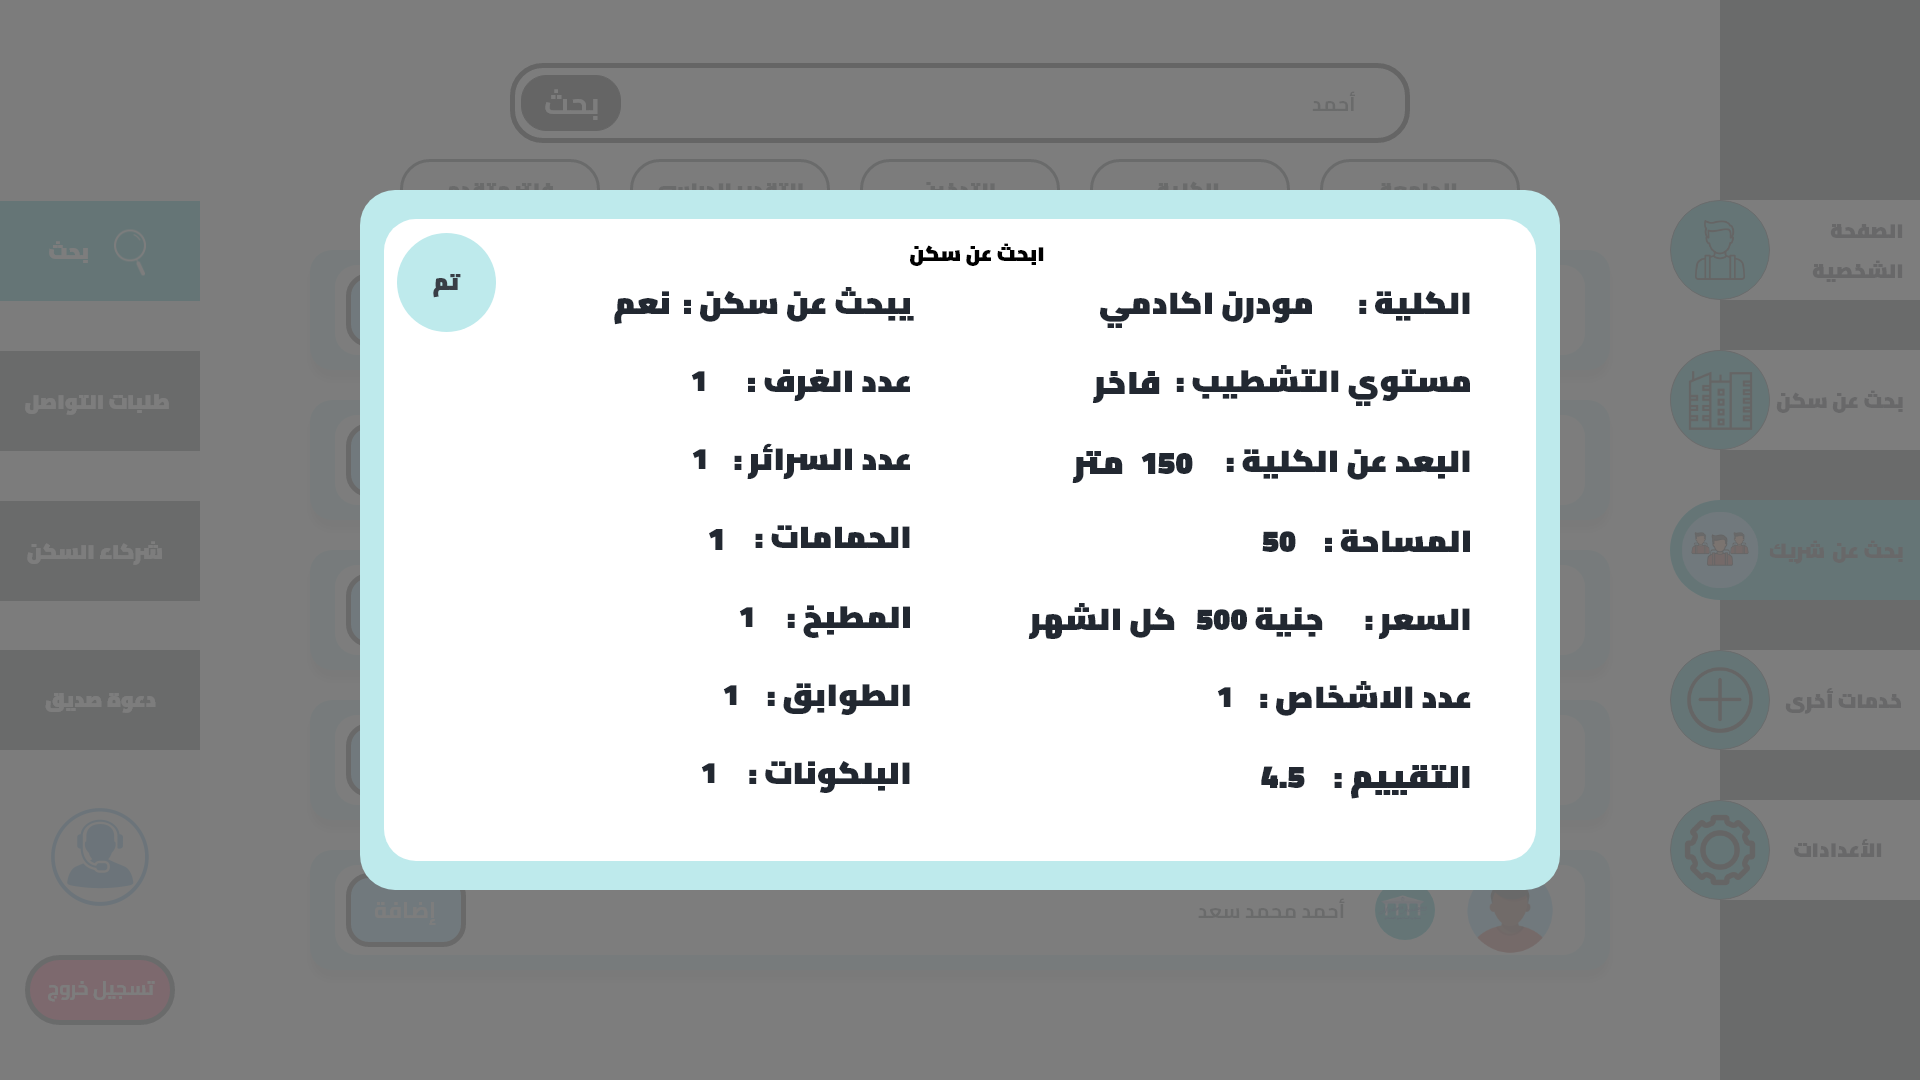 أحمد
بحث
الصفحة
الشخصية
بحث عن سكن
بحث عن شريك
خدمات أخرى
الأعدادات
ابحث عن سكن
تم
الكلية : مودرن اكادمي
مستوي التشطيب : فاخر
البعد عن الكلية : 150 متر
المساحة : 50
السعر : جنية 500 كل الشهر
عدد الاشخاص : 1
التقييم : 4.5
يبحث عن سكن : نعم
عدد الغرف : 1
عدد السرائر : 1
الحمامات : 1
المطبخ : 1
الطوابق : 1
البلكونات : 1
أحمد محمد سعد
إضافة
بحث
طلبات التواصل
شركاء السكن
دعوة صديق
تسجيل خروج